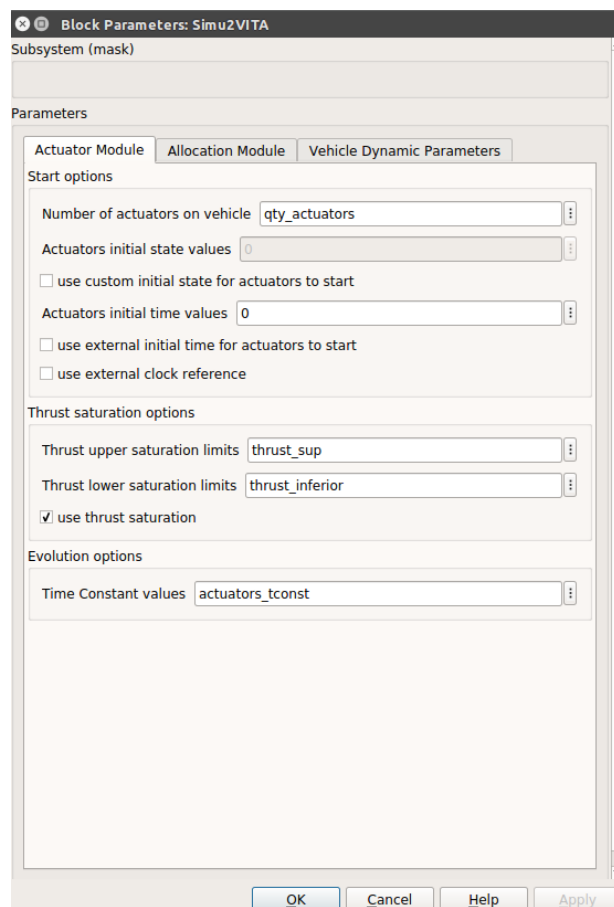 Block Parameters: Simu2VITA
Subsystem (mask)
Parameters
Actuator Module Allocation Module Vehicle Dynamic Parameters
Start options
Number of actuators on vehicle qty_actuators
Actuators initial state values 0
use custom initial state for actuators to start
Actuators initial time values 0
use external initial time for actuators to start
use external clock reference
Thrust saturation options
Thrust upper saturation limits thrust_sup
Thrust lower saturation limits thrust_inferior
use thrust saturation
Evolution options
Time Constant values actuators_tconst
OK Cancel Help Apply